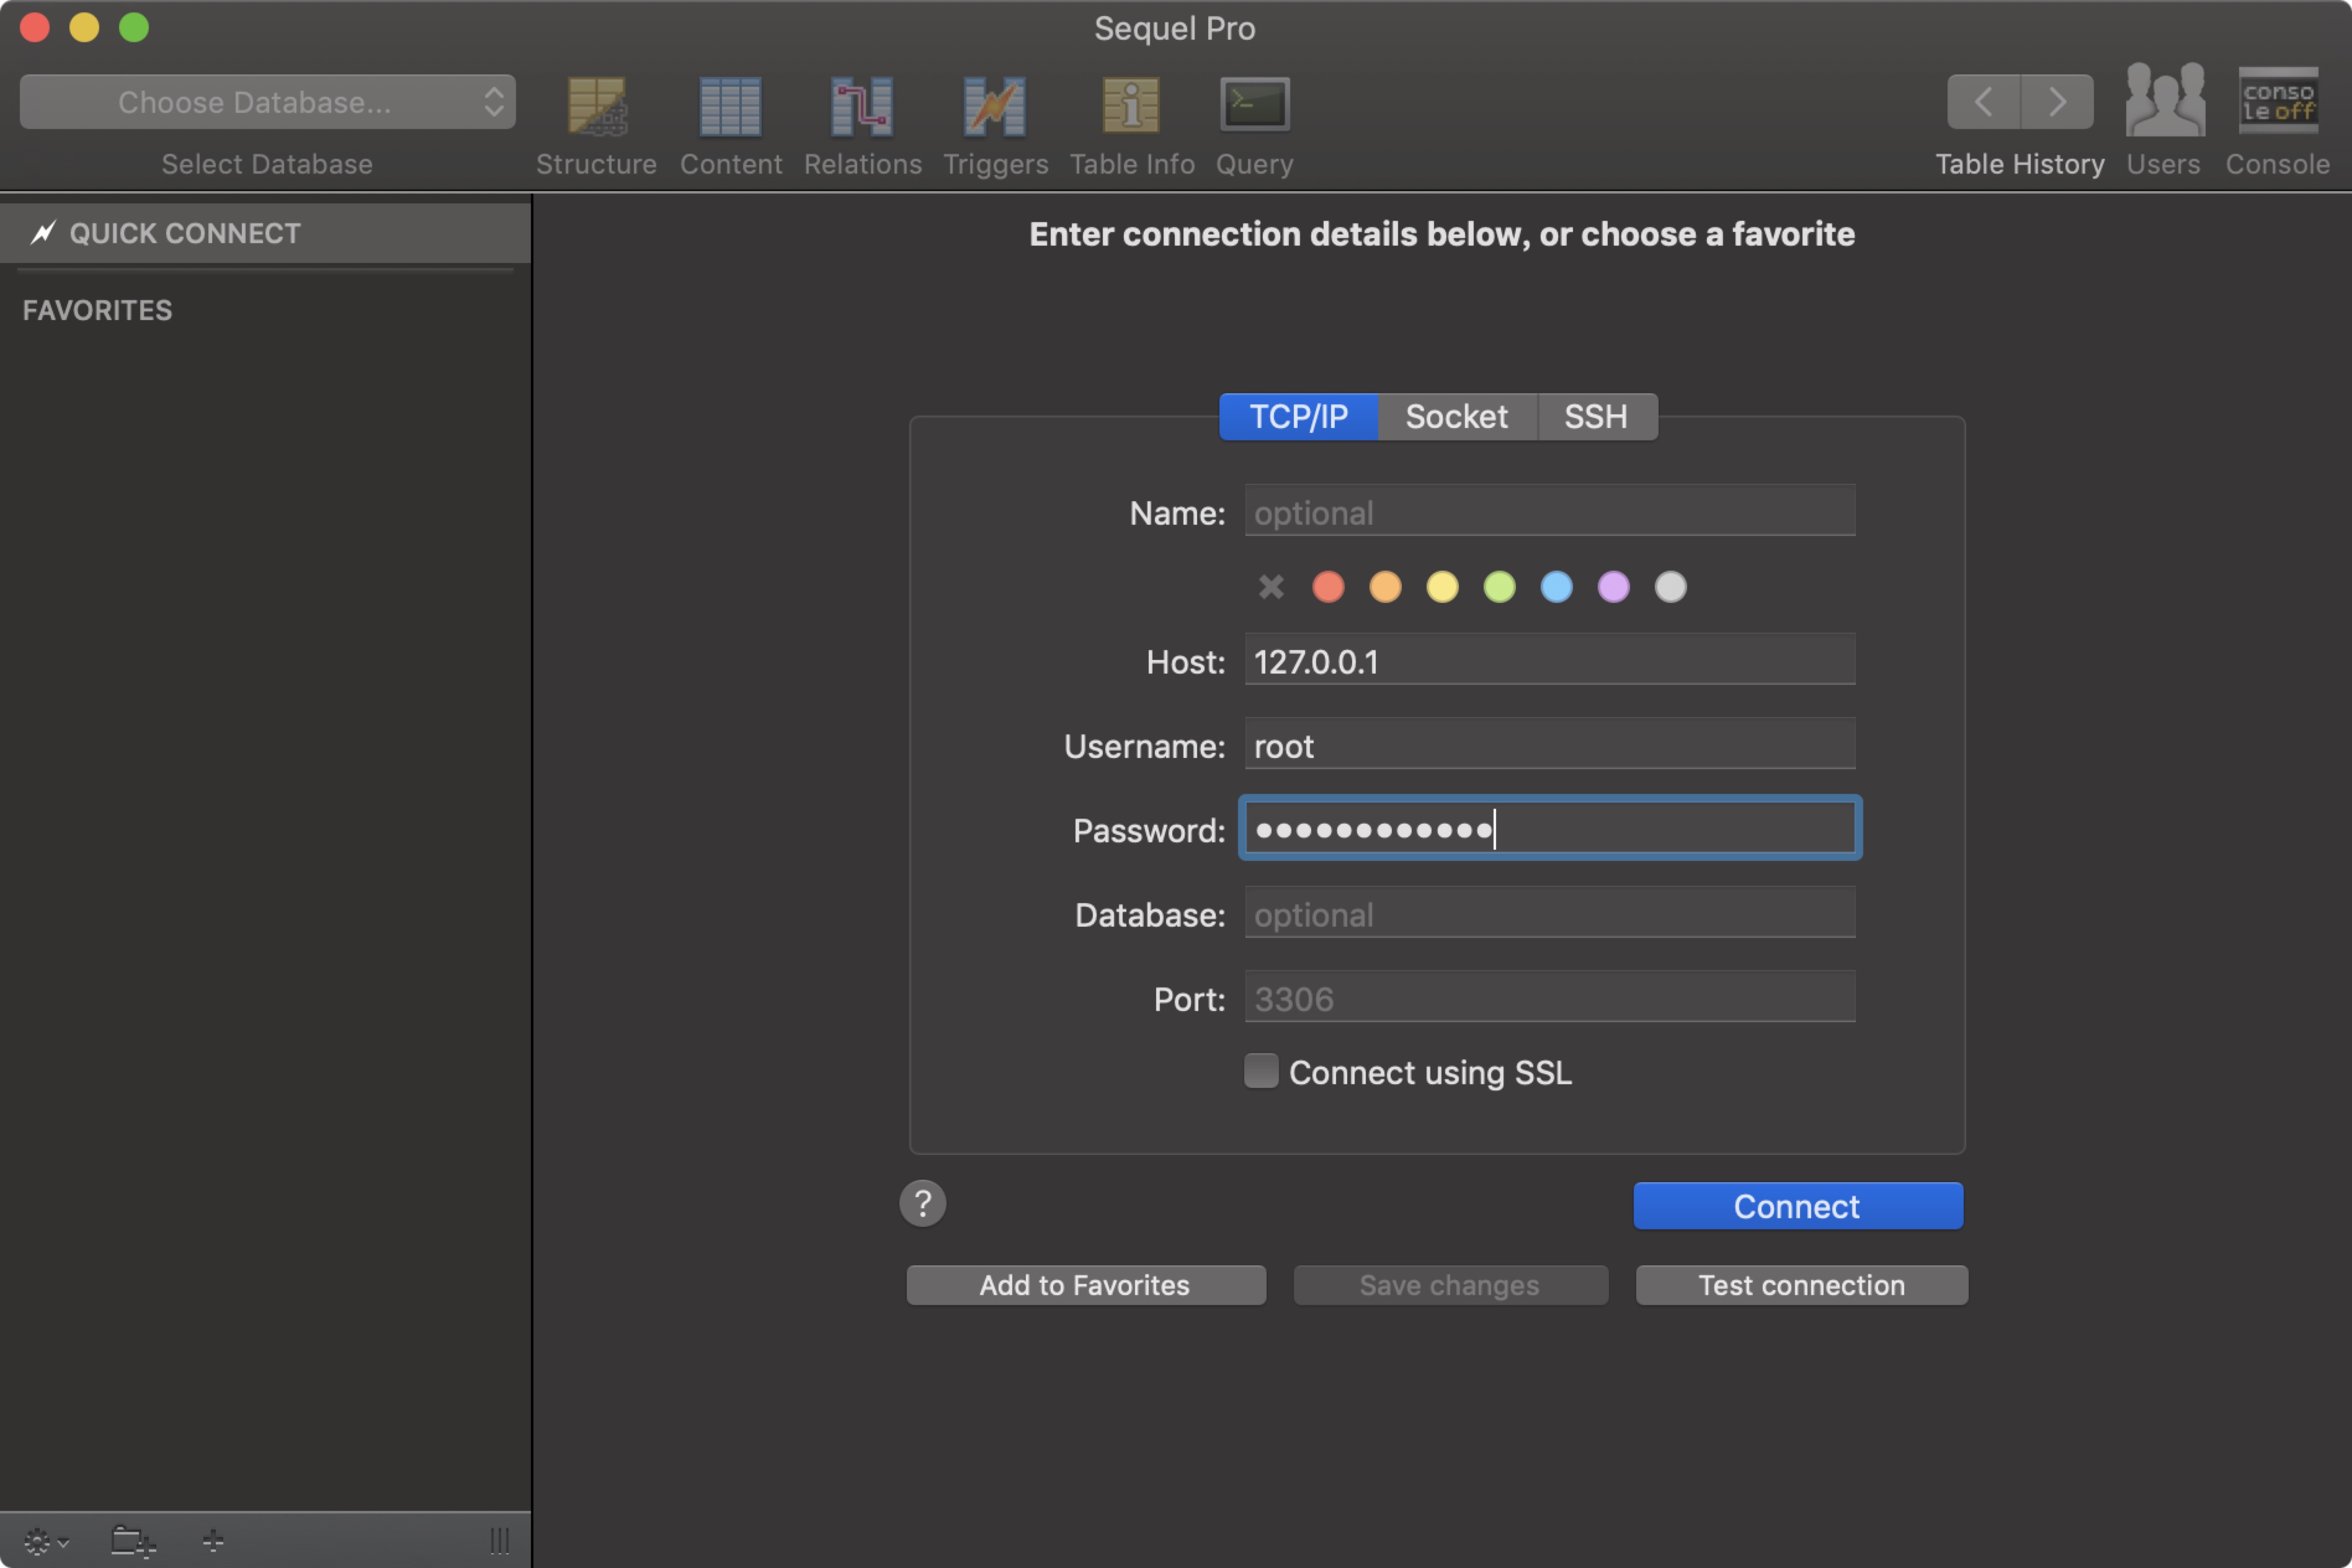 Sequel Pro
Choose Database...
Select Database
Structure
Content
Relations
Triggers
Table Info
Query
Table History
Users
conso
le off
Console
QUICK CONNECT
FAVORITES
Enter connection details below, or choose a favorite
TCP/IP
Socket
SSH
Name: optional
Host: 127.0.0.1
Username: root
Password: ••••••••••••
Database: optional
Port: 3306
Connect using SSL
?
Connect
Add to Favorites
Save changes
Test connection